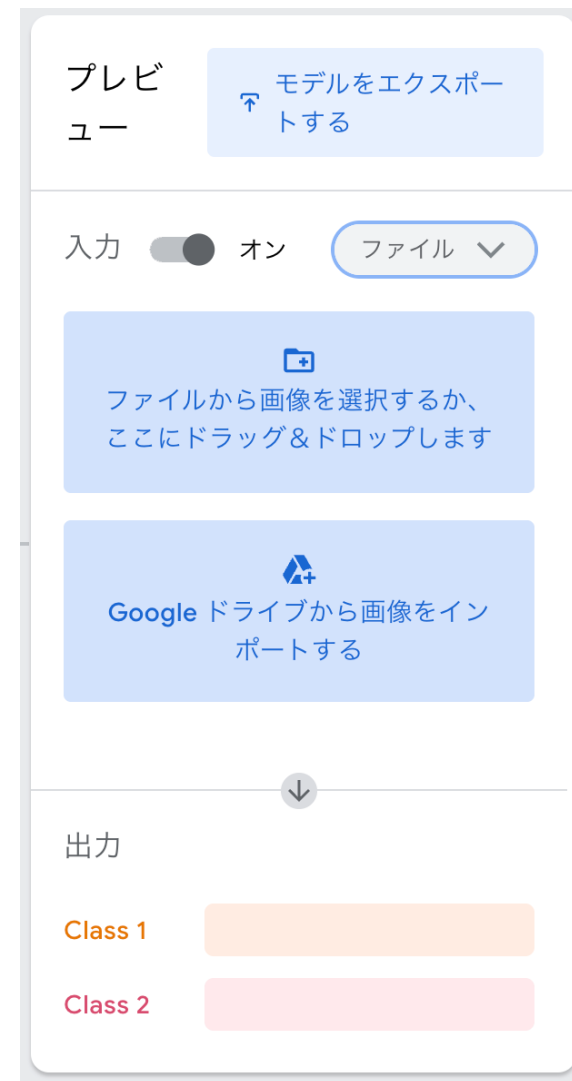 プレビ
ュー
モデルをエクスポー
トする
入力
オン
ファイル
ファイルから画像を選択するか、
ここにドラッグ＆ドロップします
Google ドライブから画像をイン
ポートする
出力
Class 1
Class 2